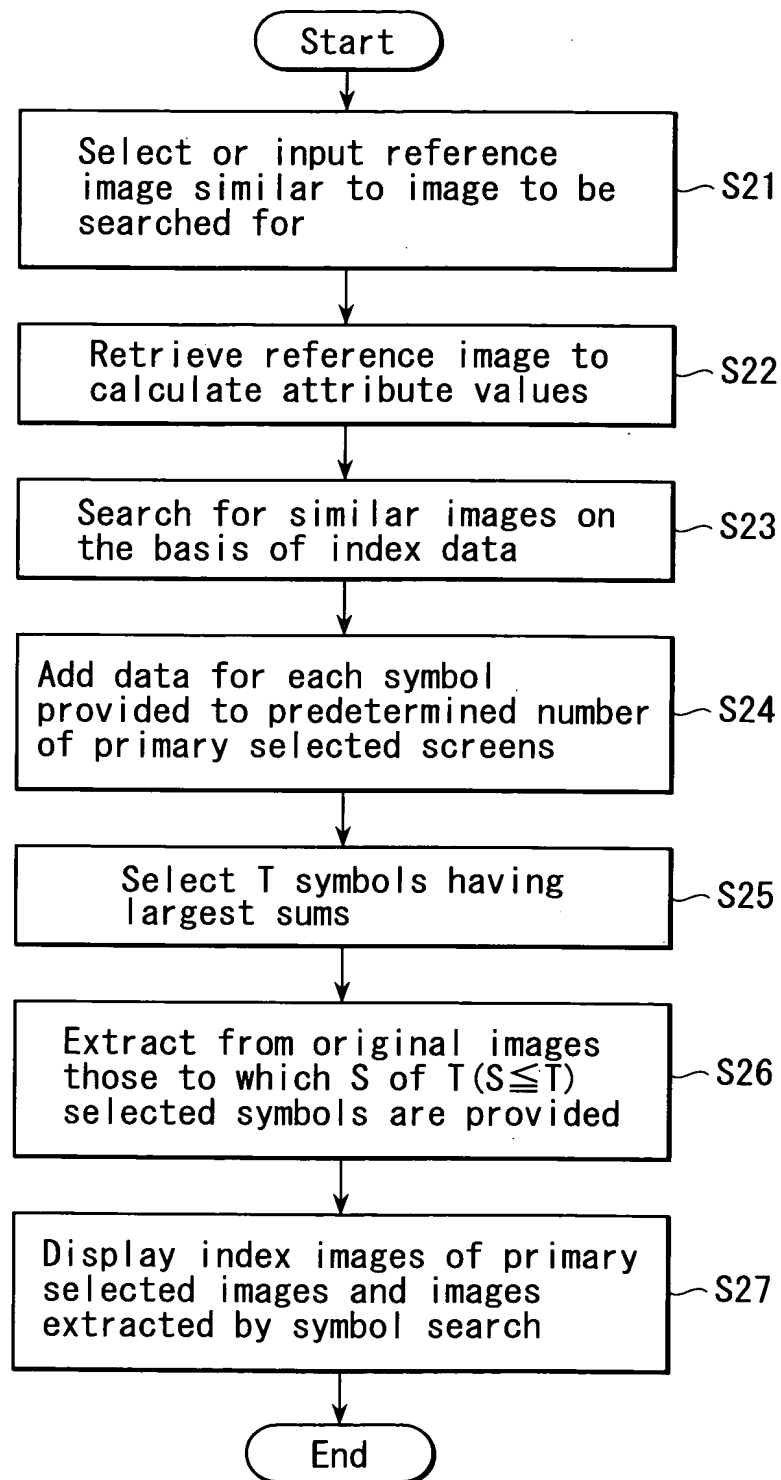 Start
Select or input reference
image similar to image to be
searched for
S21
Retrieve reference image to
calculate attribute values
S22
Search for similar images on
the basis of index data
S23
Add data for each symbol
provided to predetermined number
of primary selected screens
S24
Select T symbols having
largest sums
S25
Extract from original images
those to which S of T(S≦T)
selected symbols are provided
S26
Display index images of primary
selected images and images
extracted by symbol search
S27
End